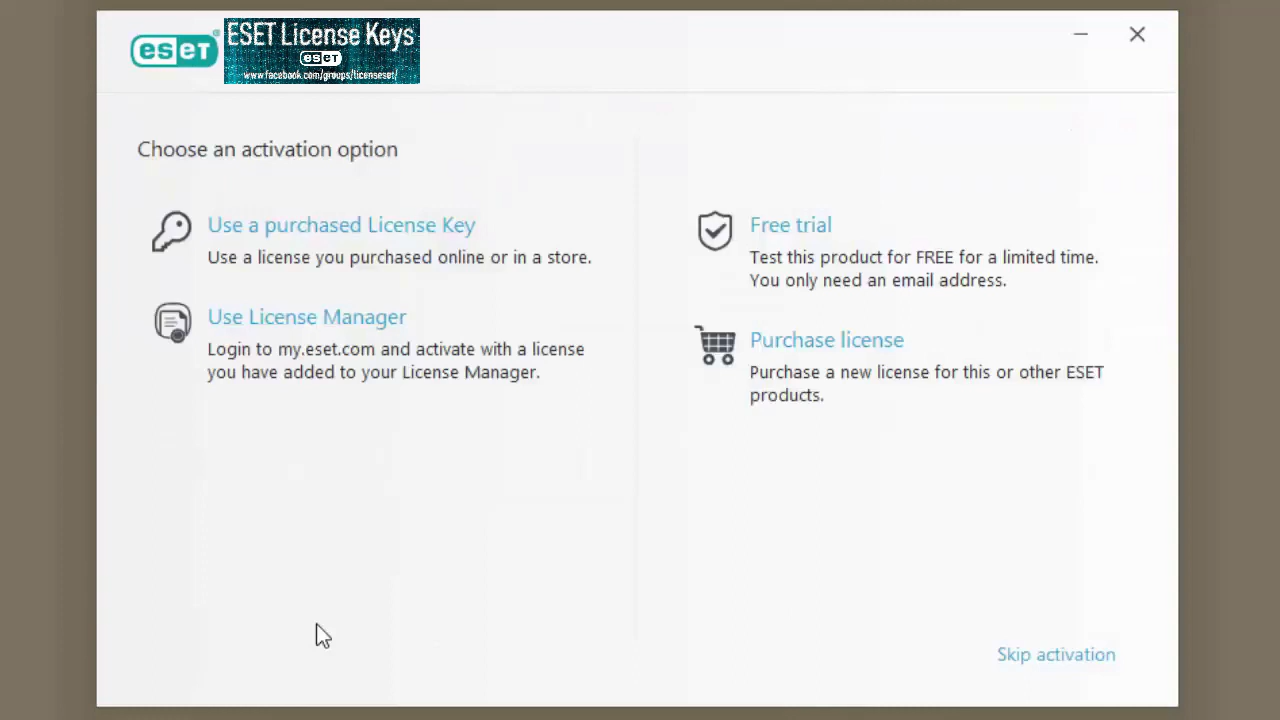 eset®
ESET License Keys
eset
www.facebook.com/groups/licenseset/
Choose an activation option
Use a purchased License Key
Use a license you purchased online or in a store.
Use License Manager
Login to my.eset.com and activate with a license
you have added to your License Manager.
Free trial
Test this product for FREE for a limited time.
You only need an email address.
Purchase license
Purchase a new license for this or other ESET
products.
Skip activation